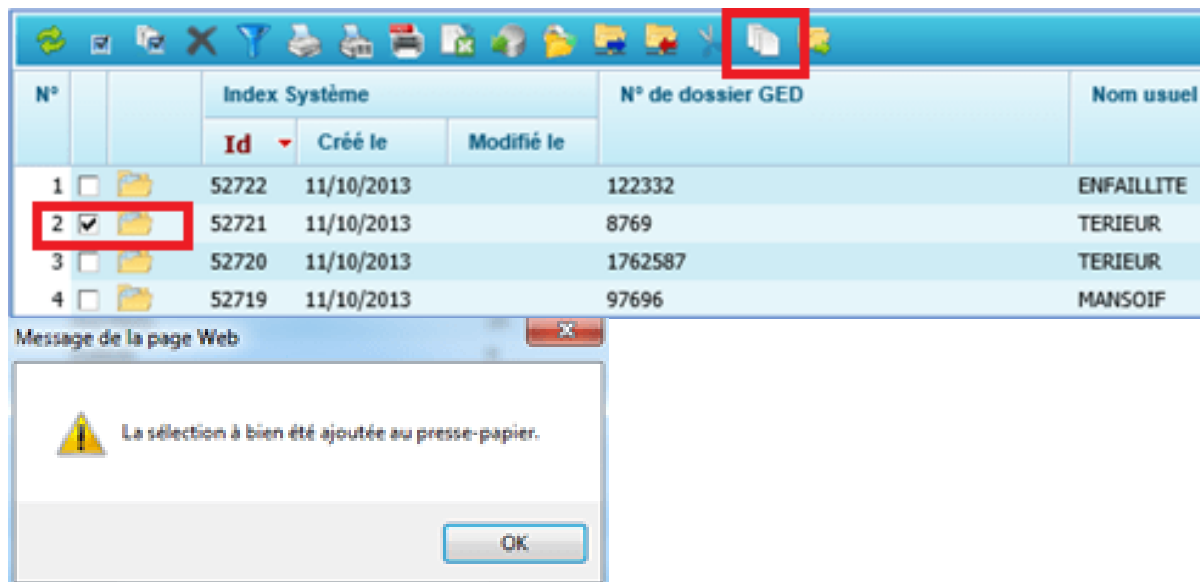 N° Index Système N° de dossier GED Nom usuel
Id Créé le Modifié le
1 52722 11/10/2013 122332 ENFAILLITE
2 52721 11/10/2013 8769 TERIEUR
3 52720 11/10/2013 1762587 TERIEUR
4 52719 11/10/2013 97696 MANSOIF
Message de la page Web
La sélection à bien été ajoutée au presse-papier.
OK